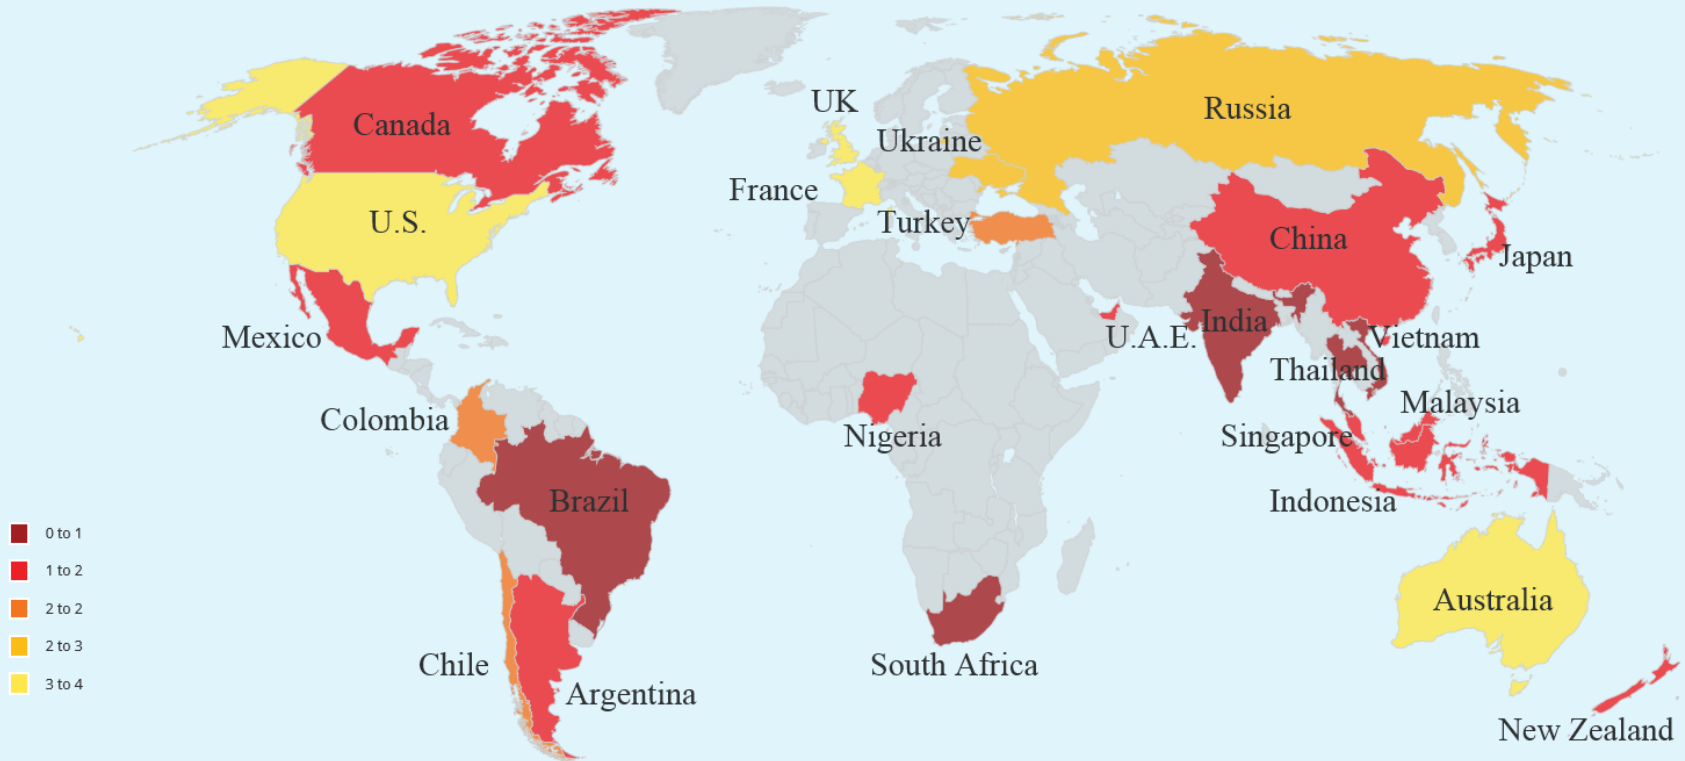 UK
Canada
Russia
Ukraine
France
U.S.
Turkey
China
Japan
Mexico
U.A.E.
India
Vietnam
Thailand
Malaysia
Colombia
Nigeria
Singapore
Brazil
Indonesia
0 to 1
1 to 2
2 to 2
2 to 3
3 to 4
Australia
Chile
South Africa
Argentina
New Zealand